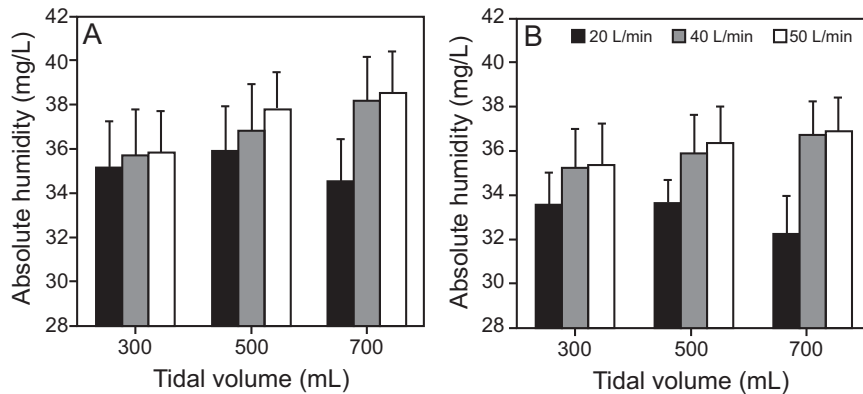 A
Absolute humidity (mg/L)
42
40
38
36
34
32
30
28
300 500 700
Tidal volume (mL)
B 20 L/min 40 L/min 50 L/min
Absolute humidity (mg/L)
42
40
38
36
34
32
30
28
300 500 700
Tidal volume (mL)